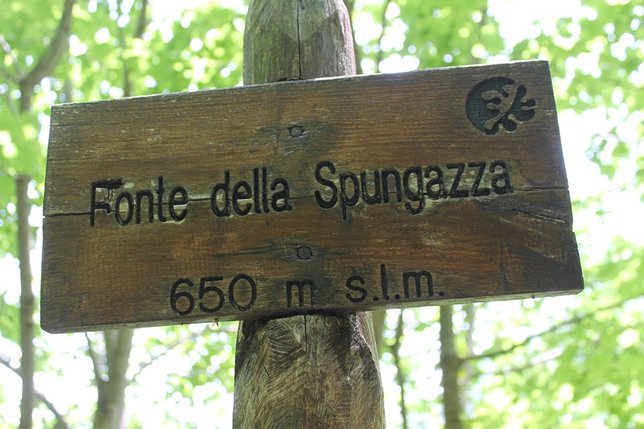 Fonte della Spungazza
650 m s.l.m.